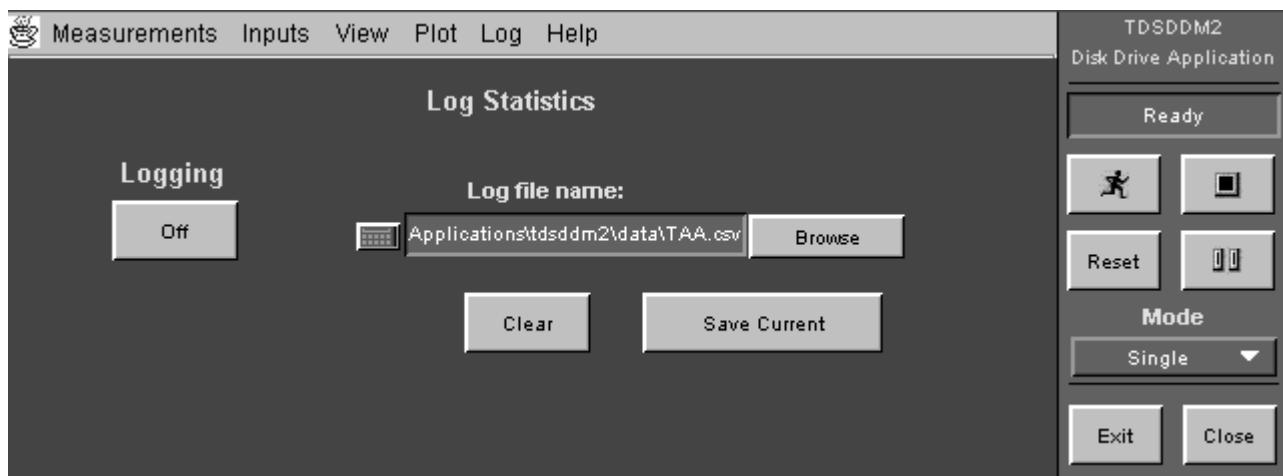 Measurements Inputs View Plot Log Help
Log Statistics
Logging
Off
Log file name:
Applications\tdsddm2\data\TAA.csv
Browse
Clear
Save Current
TDSDDM2
Disk Drive Application
Ready
Reset
Mode
Single
Exit
Close